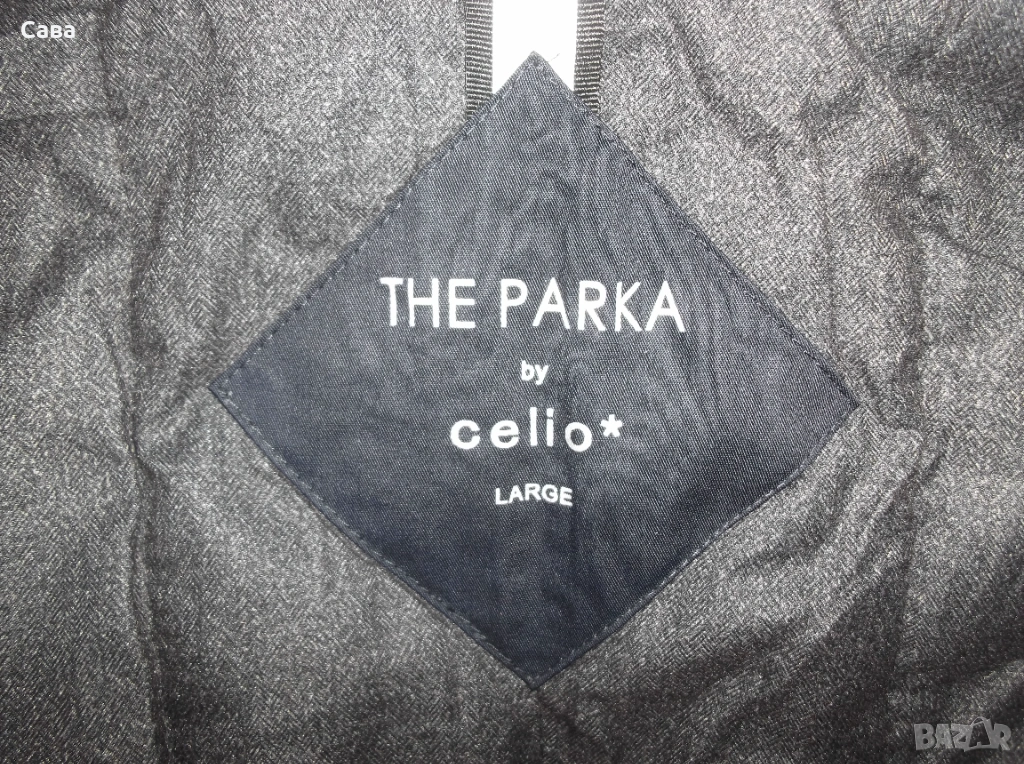 Сава
THE PARKA
by
celio*
LARGE
BAZAR